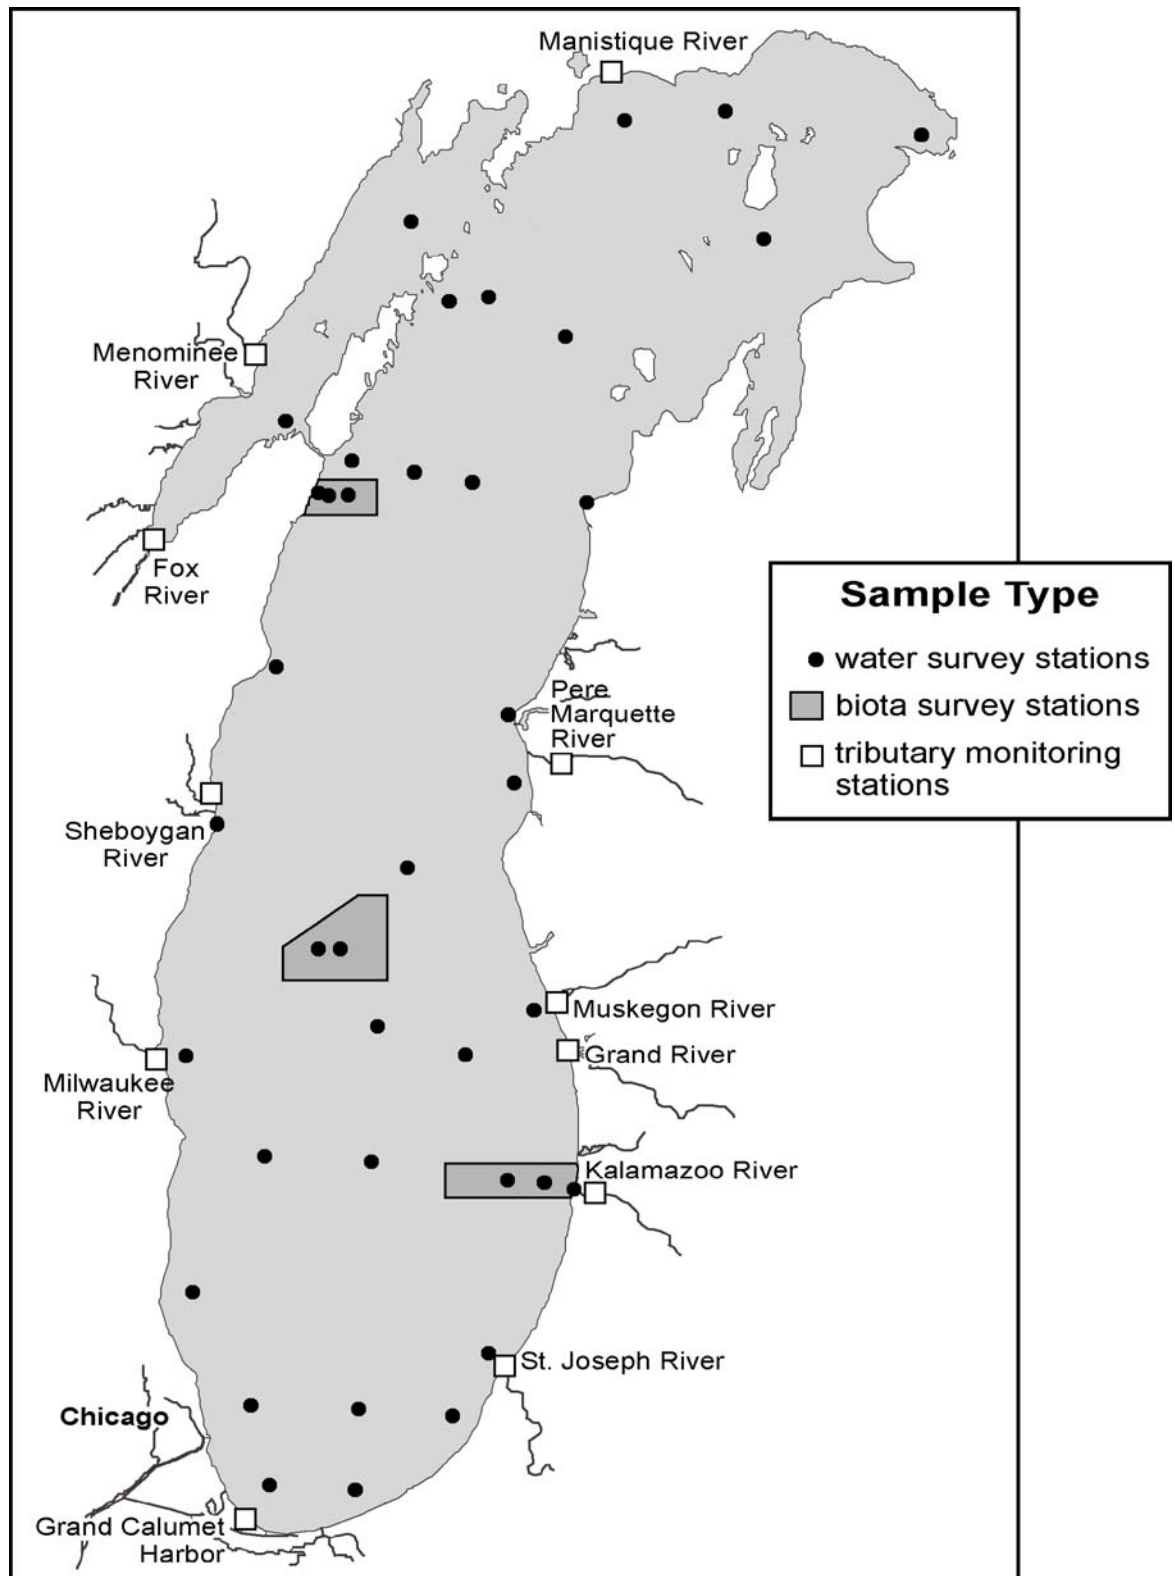 Manistique River
Menominee
River
Fox
River
Sample Type
water survey stations
biota survey stations
tributary monitoring
stations
Pere
Marquette
River
Sheboygan
River
Muskegon River
Grand River
Milwaukee
River
Kalamazoo River
St. Joseph River
Chicago
Grand Calumet
Harbor